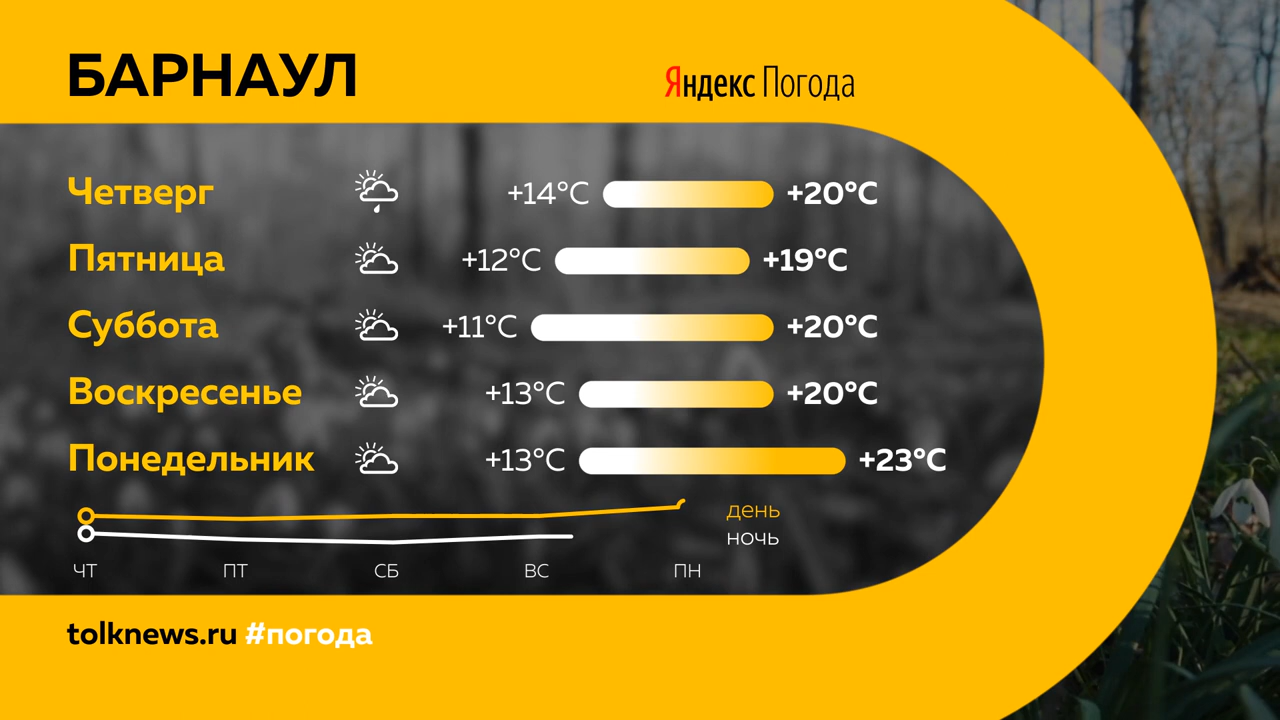 БАРНАУЛ
Яндекс Погода
Четверг +14°C +20°C
Пятница +12°C +19°C
Суббота +11°C +20°C
Воскресенье +13°C +20°C
Понедельник +13°C +23°C
день
ночь
ЧТ ПТ СБ ВС ПН
tolknews.ru #погода